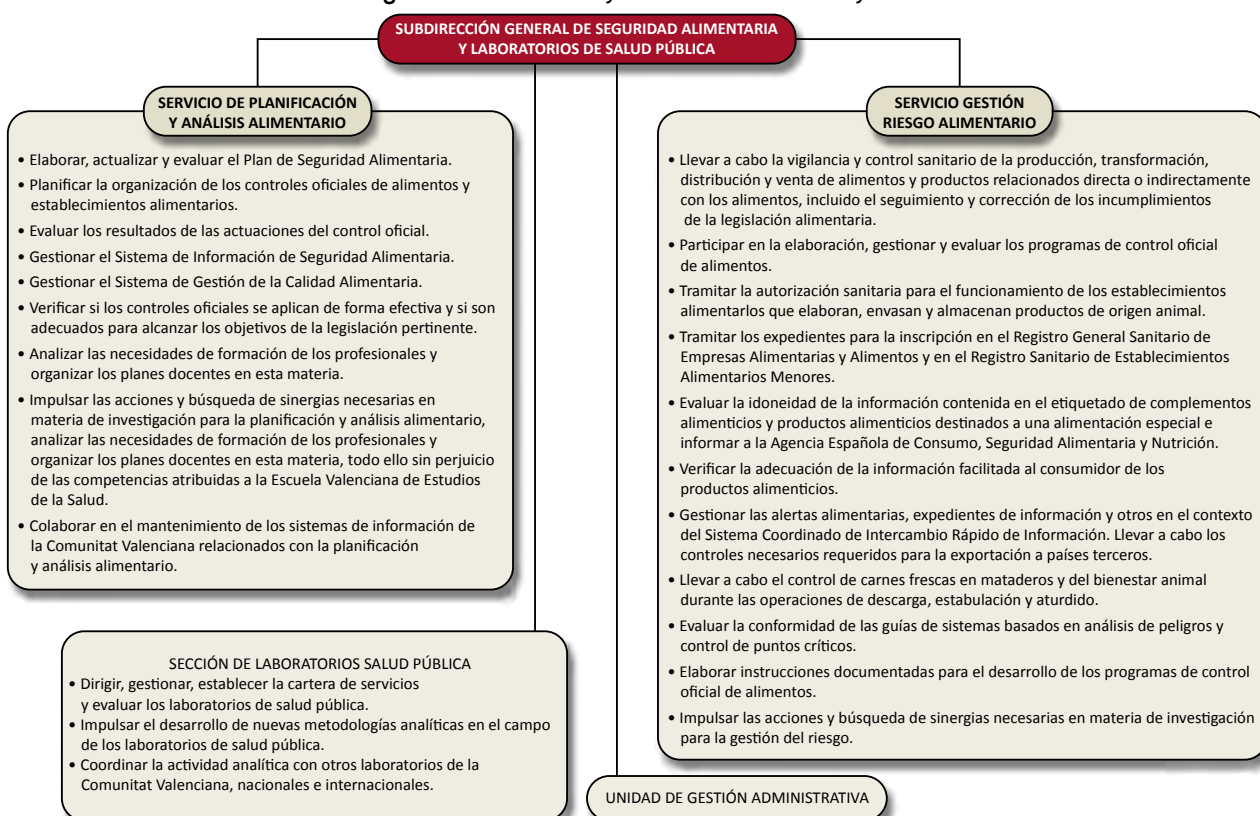 SUBDIRECCIÓN GENERAL DE SEGURIDAD ALIMENTARIA
Y LABORATORIOS DE SALUD PÚBLICA
SERVICIO DE PLANIFICACIÓN
Y ANÁLISIS ALIMENTARIO
• Elaborar, actualizar y evaluar el Plan de Seguridad Alimentaria.
• Planificar la organización de los controles oficiales de alimentos y
establecimientos alimentarios.
• Evaluar los resultados de las actuaciones del control oficial.
• Gestionar el Sistema de Información de Seguridad Alimentaria.
• Gestionar el Sistema de Gestión de la Calidad Alimentaria.
• Verificar si los controles oficiales se aplican de forma efectiva y si son
adecuados para alcanzar los objetivos de la legislación pertinente.
• Analizar las necesidades de formación de los profesionales y
organizar los planes docentes en esta materia.
• Impulsar las acciones y búsqueda de sinergias necesarias en
materia de investigación para la planificación y análisis alimentario,
analizar las necesidades de formación de los profesionales y
organizar los planes docentes en esta materia, todo ello sin perjuicio
de las competencias atribuidas a la Escuela Valenciana de Estudios
de la Salud.
• Colaborar en el mantenimiento de los sistemas de información de
la Comunitat Valenciana relacionados con la planificación
y análisis alimentario.
SERVICIO GESTIÓN
RIESGO ALIMENTARIO
• Llevar a cabo la vigilancia y control sanitario de la producción, transformación,
distribución y venta de alimentos y productos relacionados directa o indirectamente
con los alimentos, incluido el seguimiento y corrección de los incumplimientos
de la legislación alimentaria.
• Participar en la elaboración, gestionar y evaluar los programas de control oficial
de alimentos.
• Tramitar la autorización sanitaria para el funcionamiento de los establecimientos
alimentarlos que elaboran, envasan y almacenan productos de origen animal.
• Tramitar los expedientes para la inscripción en el Registro General Sanitario de
Empresas Alimentarias y Alimentos y en el Registro Sanitario de Establecimientos
Alimentarios Menores.
• Evaluar la idoneidad de la información contenida en el etiquetado de complementos
alimenticios y productos alimenticios destinados a una alimentación especial e
informar a la Agencia Española de Consumo, Seguridad Alimentaria y Nutrición.
• Verificar la adecuación de la información facilitada al consumidor de los
productos alimenticios.
• Gestionar las alertas alimentarias, expedientes de información y otros en el contexto
del Sistema Coordinado de Intercambio Rápido de Información. Llevar a cabo los
controles necesarios requeridos para la exportación a países terceros.
• Llevar a cabo el control de carnes frescas en mataderos y del bienestar animal
durante las operaciones de descarga, estabulación y aturdido.
• Evaluar la conformidad de las guías de sistemas basados en análisis de peligros y
control de puntos críticos.
• Elaborar instrucciones documentadas para el desarrollo de los programas de control
oficial de alimentos.
• Impulsar las acciones y búsqueda de sinergias necesarias en materia de investigación
para la gestión del riesgo.
SECCIÓN DE LABORATORIOS SALUD PÚBLICA
• Dirigir, gestionar, establecer la cartera de servicios
y evaluar los laboratorios de salud pública.
• Impulsar el desarrollo de nuevas metodologías analíticas en el campo
de los laboratorios de salud pública.
• Coordinar la actividad analítica con otros laboratorios de la
Comunitat Valenciana, nacionales e internacionales.
UNIDAD DE GESTIÓN ADMINISTRATIVA